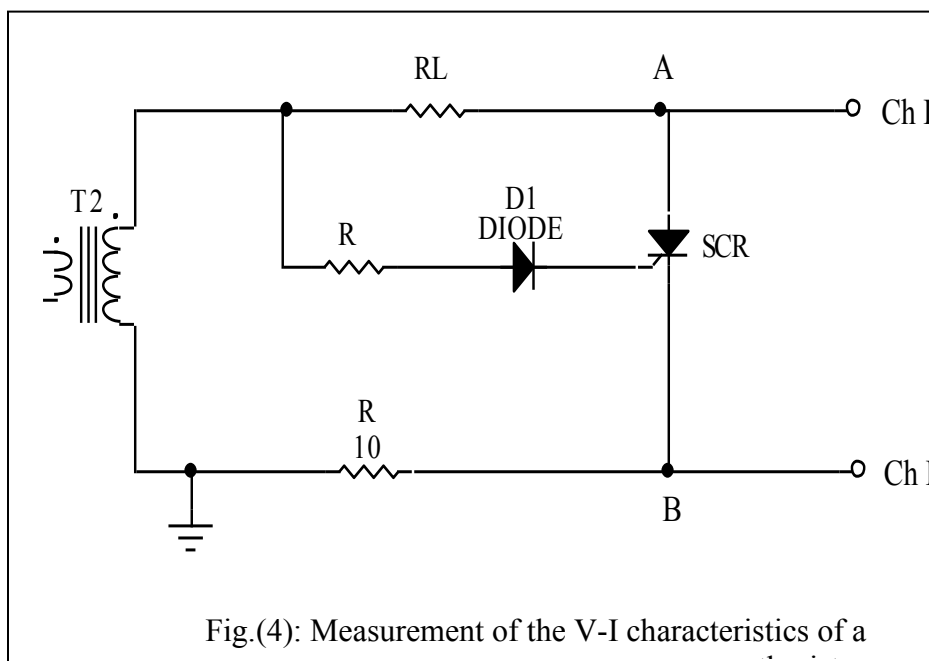 RL
A
Ch I
T2
D1
DIODE
R
SCR
R
10
Ch I
B
Fig.(4): Measurement of the V-I characteristics of a